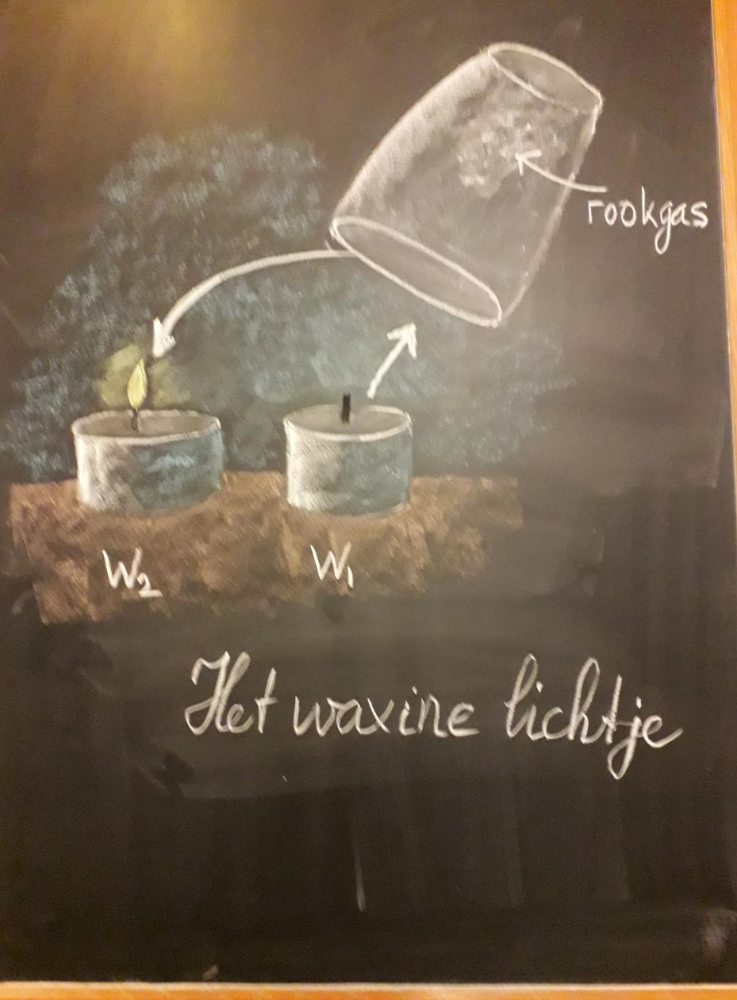 rookgas
W₂ W₁
Het waxine lichtje